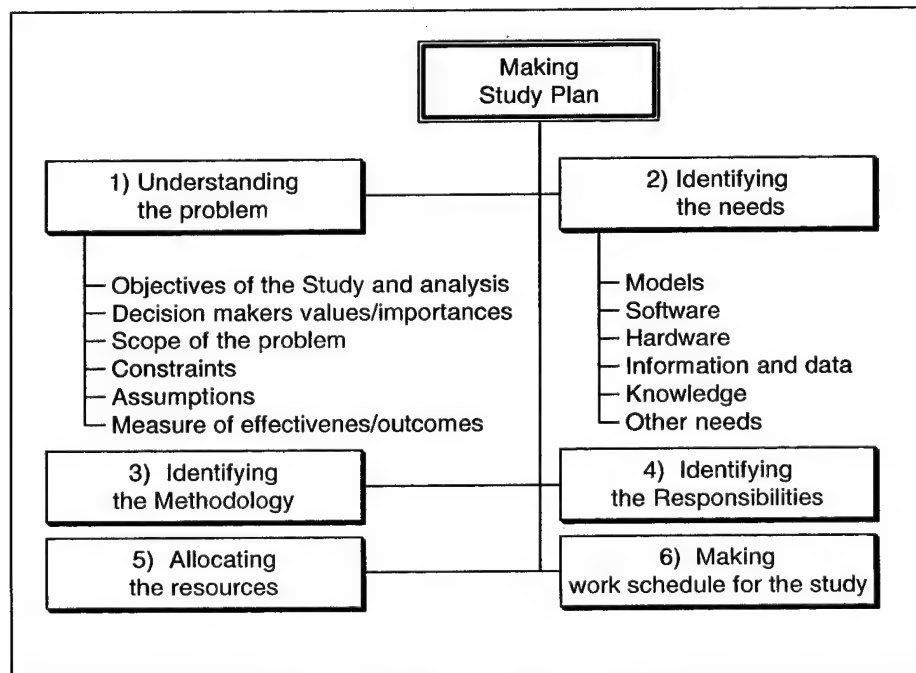 Making
Study Plan
1) Understanding
the problem
Objectives of the Study and analysis
Decision makers values/importances
Scope of the problem
Constraints
Assumptions
Measure of effectivenes/outcomes
2) Identifying
the needs
Models
Software
Hardware
Information and data
Knowledge
Other needs
3) Identifying
the Methodology
4) Identifying
the Responsibilities
5) Allocating
the resources
6) Making
work schedule for the study